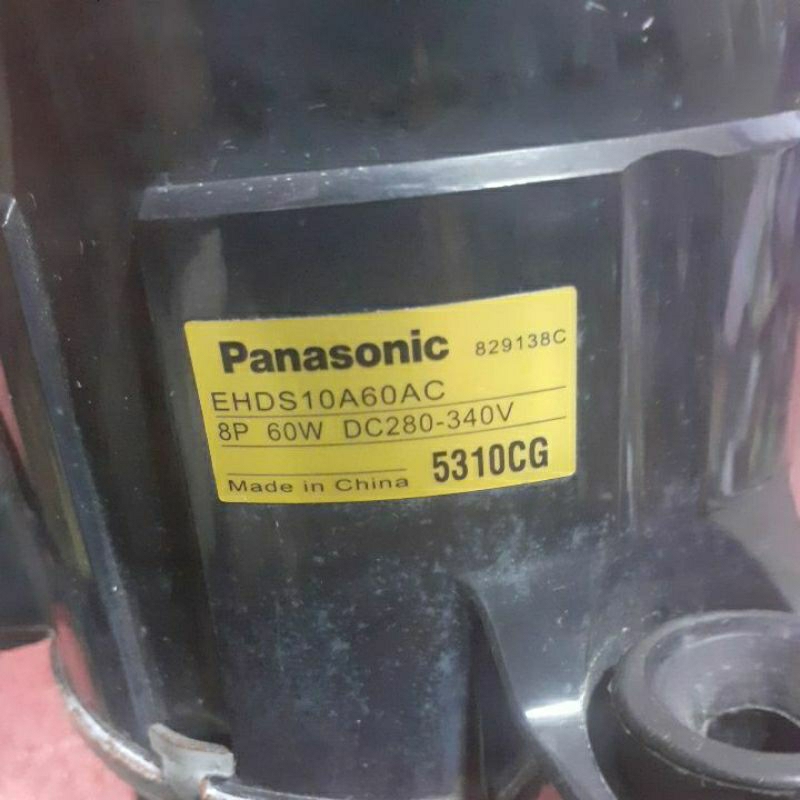 Panasonic 829138C
EHDS10A60AC
8P 60W DC280-340V
5310CG
Made in China